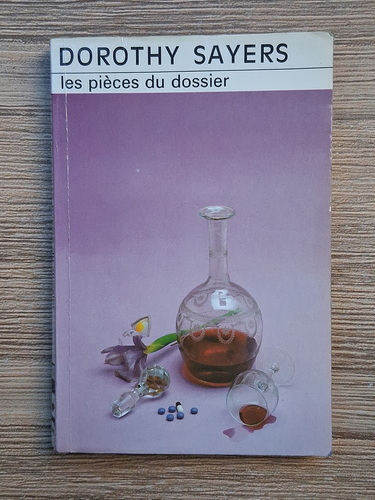 DOROTHY SAYERS
les pièces du dossier